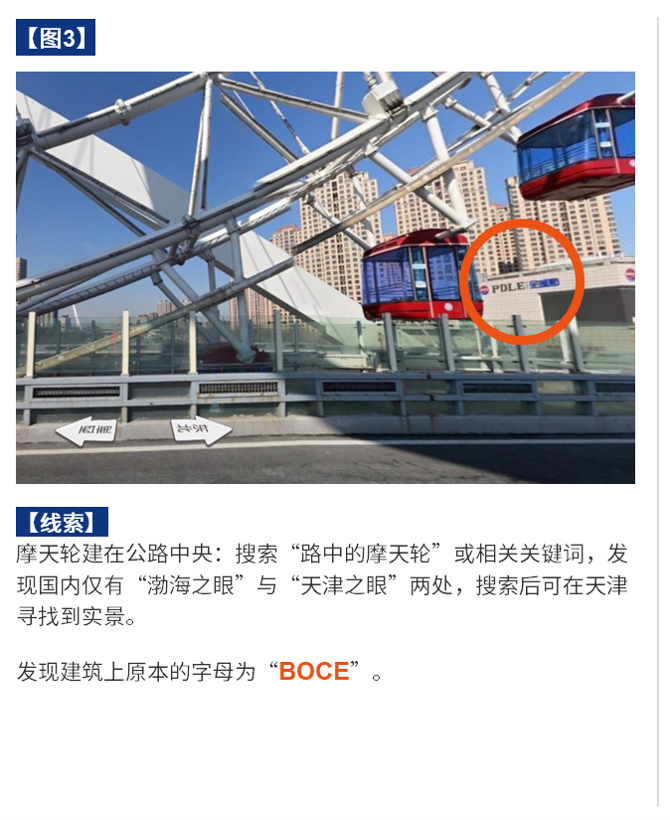 【图3】
PDLE
【线索】
摩天轮建在公路中央：搜索“路中的摩天轮”或相关关键词，发
现国内仅有“渤海之眼”与“天津之眼”两处，搜索后可在天津
寻找到实景。
发现建筑上原本的字母为“BOCE”。